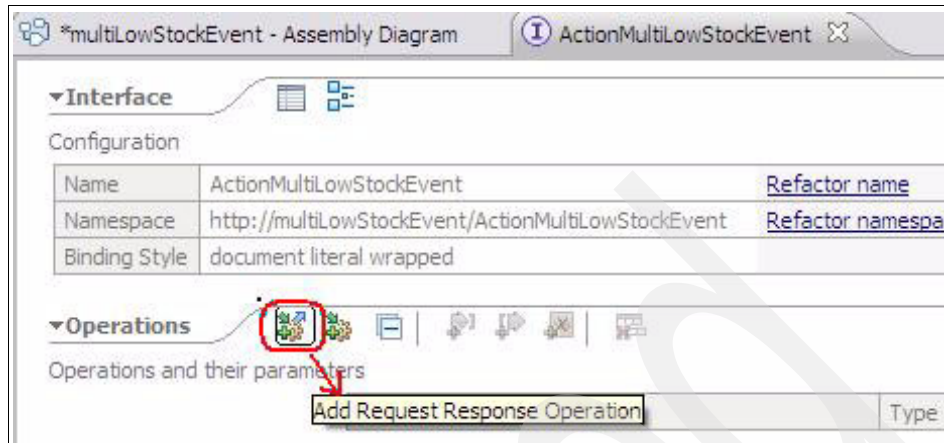 *multiLowStockEvent - Assembly Diagram
ActionMultiLowStockEvent
Interface
Configuration
Name ActionMultiLowStockEvent Refactor name
Namespace http://multiLowStockEvent/ActionMultiLowStockEvent Refactor namespa
Binding Style document literal wrapped
Operations
Operations and their parameters
Add Request Response Operation
Type